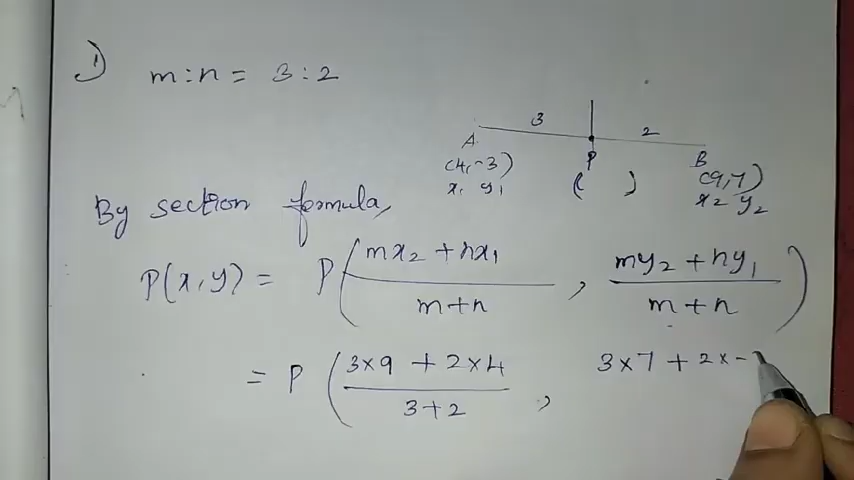 1) m:n = 3:2
3 2
A P B
(4,-3) ( ) (9,7)
x1 y1 x2 y2
By section formula,
P(x,y) = P( mx2 + nx1 / m+n , my2 + ny1 / m+n )
= P ( 3×9 + 2×4 / 3+2 , 3×7 + 2×-